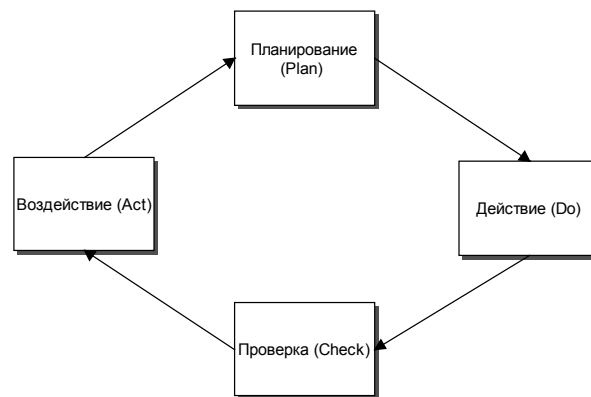 Планирование
(Plan)
Воздействие (Act)
Действие (Do)
Проверка (Check)